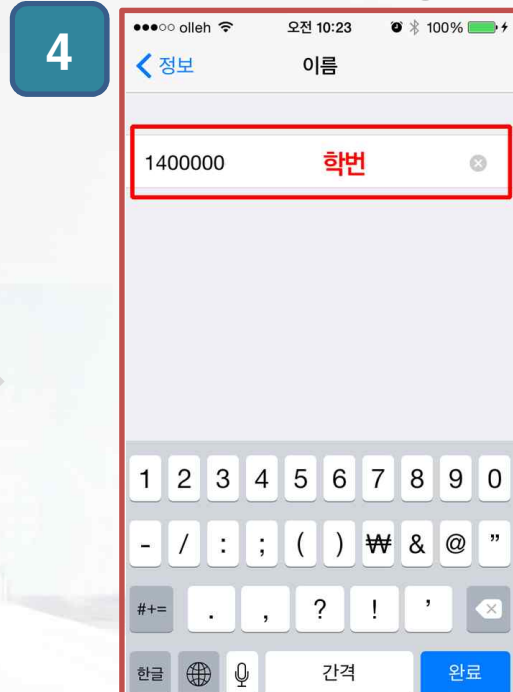 4
olleh 오전 10:23 100%
정보 이름
1400000 학번
1 2 3 4 5 6 7 8 9 0
- / : ; ( ) ₩ & @ ”
#+= . , ? ! ’
한글 간격 완료